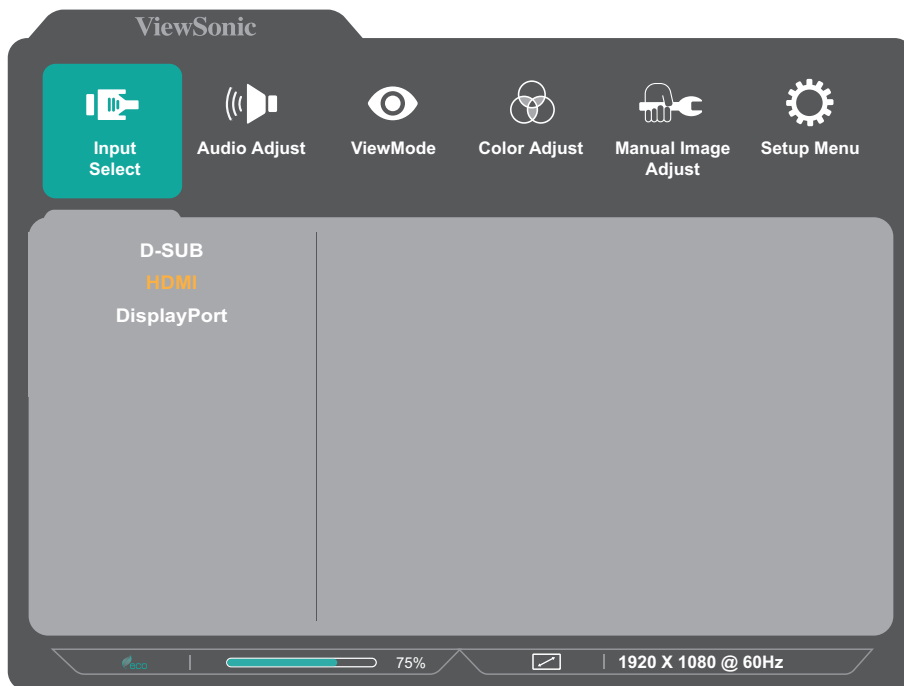 ViewSonic
Input
Select
Audio Adjust
ViewMode
Color Adjust
Manual Image
Adjust
Setup Menu
D-SUB
HDMI
DisplayPort
eco
75%
1920 X 1080 @ 60Hz